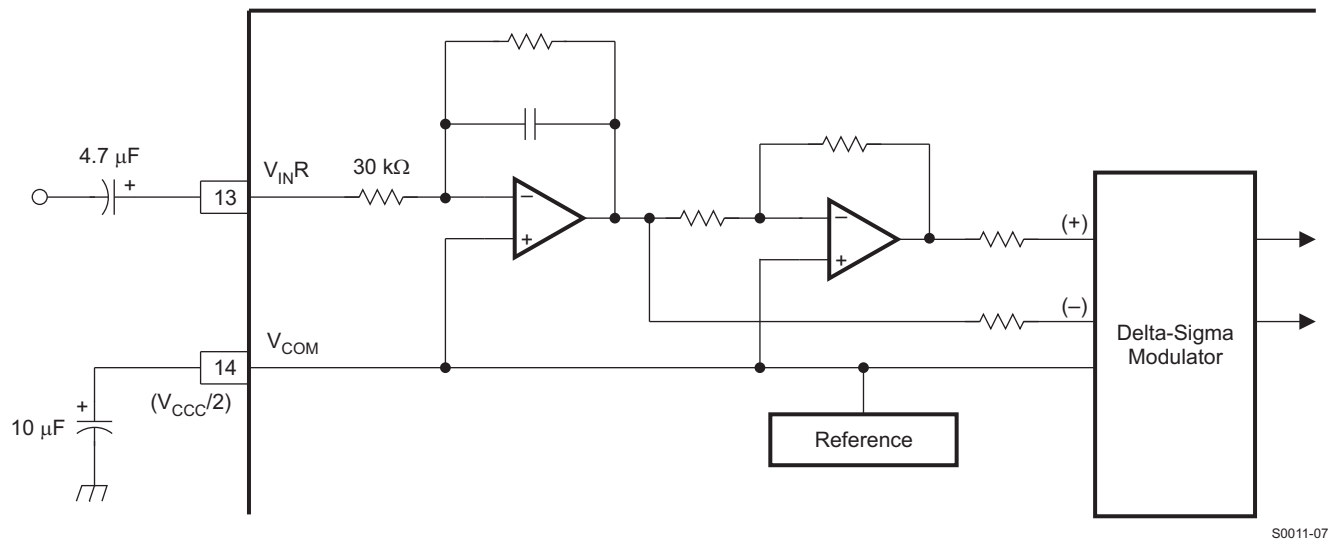 4.7 μF
+
13
V_INR
30 kΩ
−
+
−
+
(+)
(–)
Delta-Sigma
Modulator
14
V_COM
(V_CCC/2)
+
10 μF
Reference
S0011-07